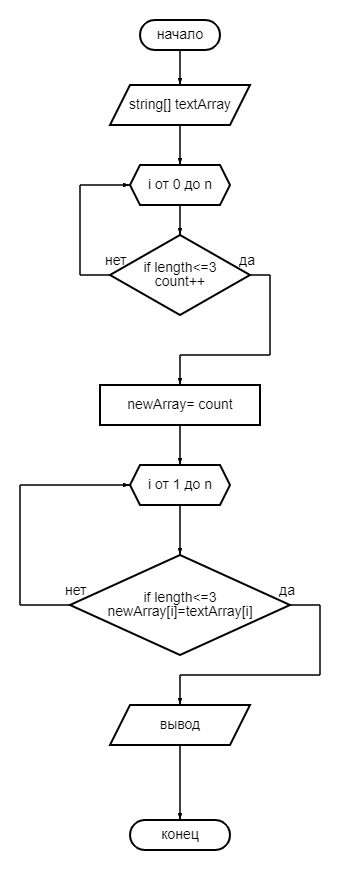 начало
string[] textArray
i от 0 до n
нет
да
if length<=3
count++
newArray= count
i от 1 до n
нет
да
if length<=3
newArray[i]=textArray[i]
вывод
конец